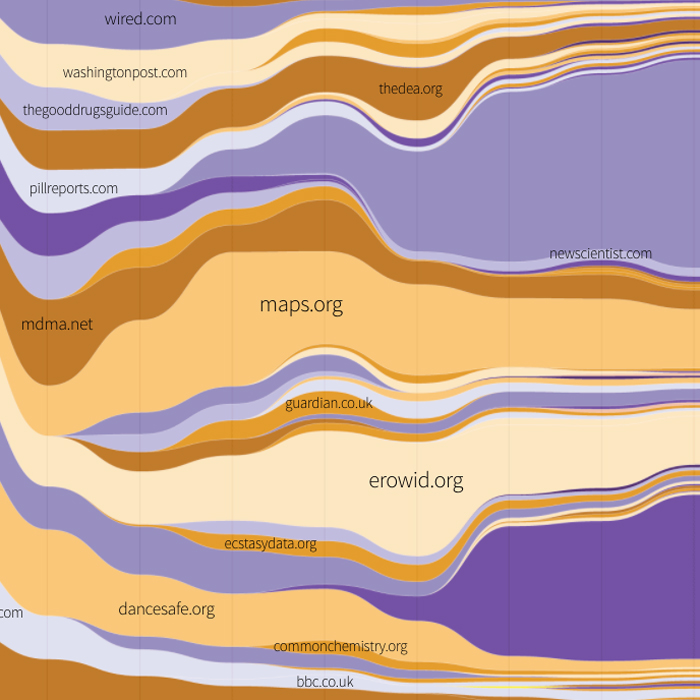 wired.com
washingtonpost.com
thedea.org
thegooddrugsguide.com
pillreports.com
newscientist.com
maps.org
mdma.net
guardian.co.uk
erowid.org
ecstasydata.org
dancesafe.org
com
commonchemistry.org
bbc.co.uk